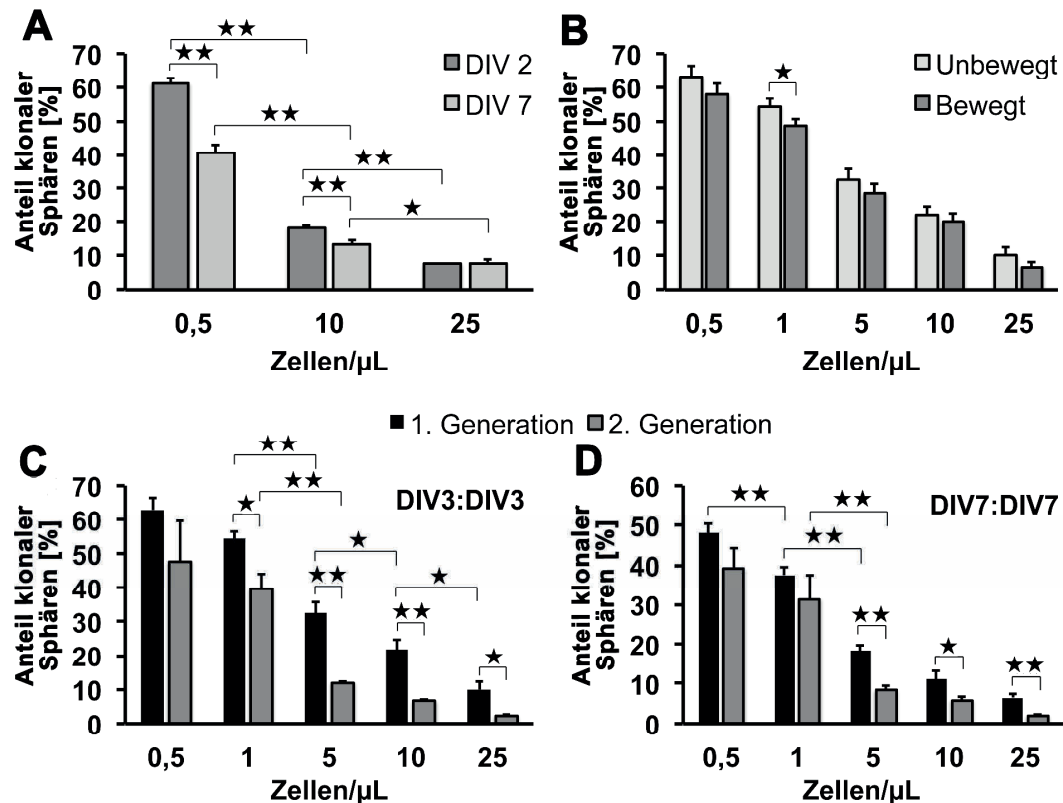 A
Anteil klonaler
Sphären [%]
70
60
50
40
30
20
10
0
★★
★★
★★
★★
★★
★
DIV 2
DIV 7
0,5 10 25
Zellen/µL
B
Anteil klonaler
Sphären [%]
70
60
50
40
30
20
10
0
★
Unbewegt
Bewegt
0,5 1 5 10 25
Zellen/µL
1. Generation 2. Generation
C
DIV3:DIV3
Anteil klonaler
Sphären [%]
70
60
50
40
30
20
10
0
★★
★★
★
★
★★
★
★★
★
0,5 1 5 10 25
Zellen/µL
D
DIV7:DIV7
Anteil klonaler
Sphären [%]
60
50
40
30
20
10
0
★★
★★
★★
★★
★
★★
0,5 1 5 10 25
Zellen/µL